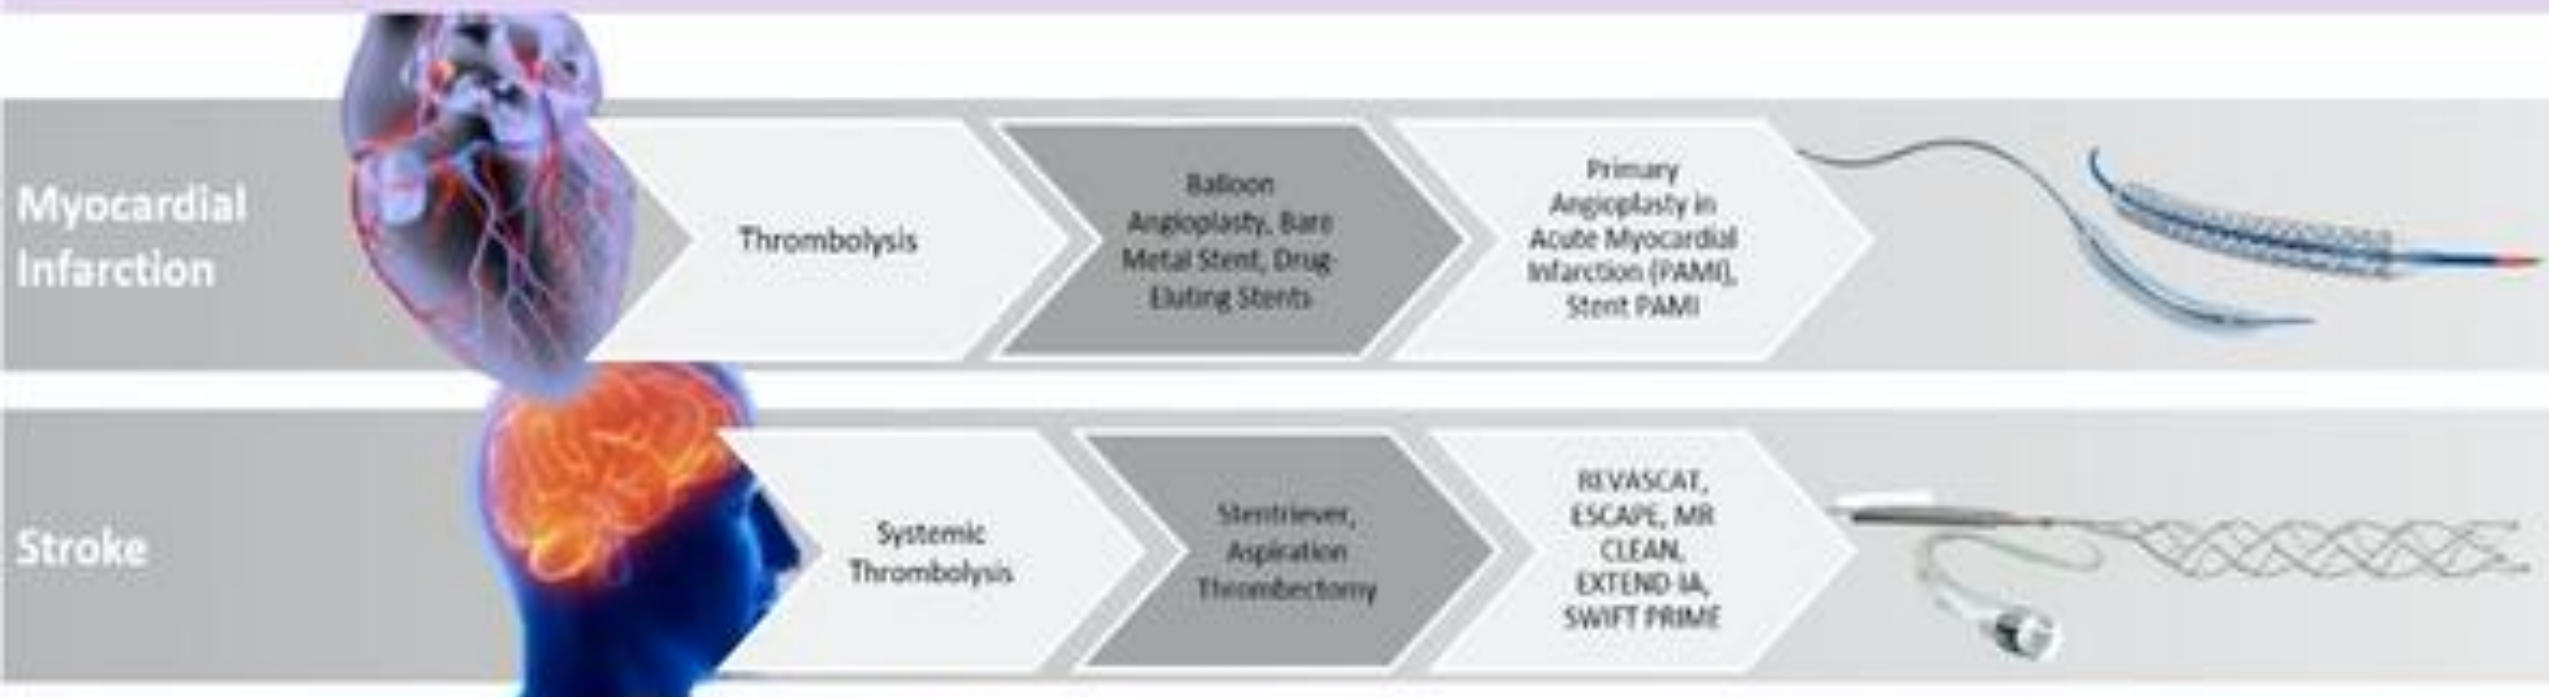 Myocardial
Infarction
Thrombolysis
Balloon
Angioplasty, Bare
Metal Stent, Drug-
Eluting Stents
Primary
Angioplasty in
Acute Myocardial
Infarction (PAMI),
Stent PAMI
Stroke
Systemic
Thrombolysis
Stentriever,
Aspiration
Thrombectomy
REVASCAT,
ESCAPE, MR
CLEAN,
EXTEND-IA,
SWIFT PRIME